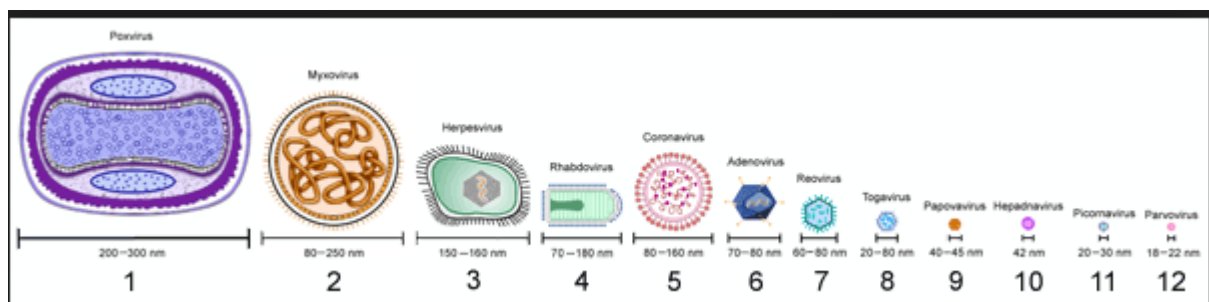 Poxvirus
Myxovirus
Herpesvirus
Rhabdovirus
Coronavirus
Adenovirus
Reovirus
Togavirus
Papovavirus
Hepadnavirus
Picornavirus
Parvovirus
200–300 nm
80–250 nm
150–160 nm
70–180 nm
80–160 nm
70–80 nm
60–80 nm
20–80 nm
40–45 nm
42 nm
20–30 nm
18–22 nm
1
2
3
4
5
6
7
8
9
10
11
12